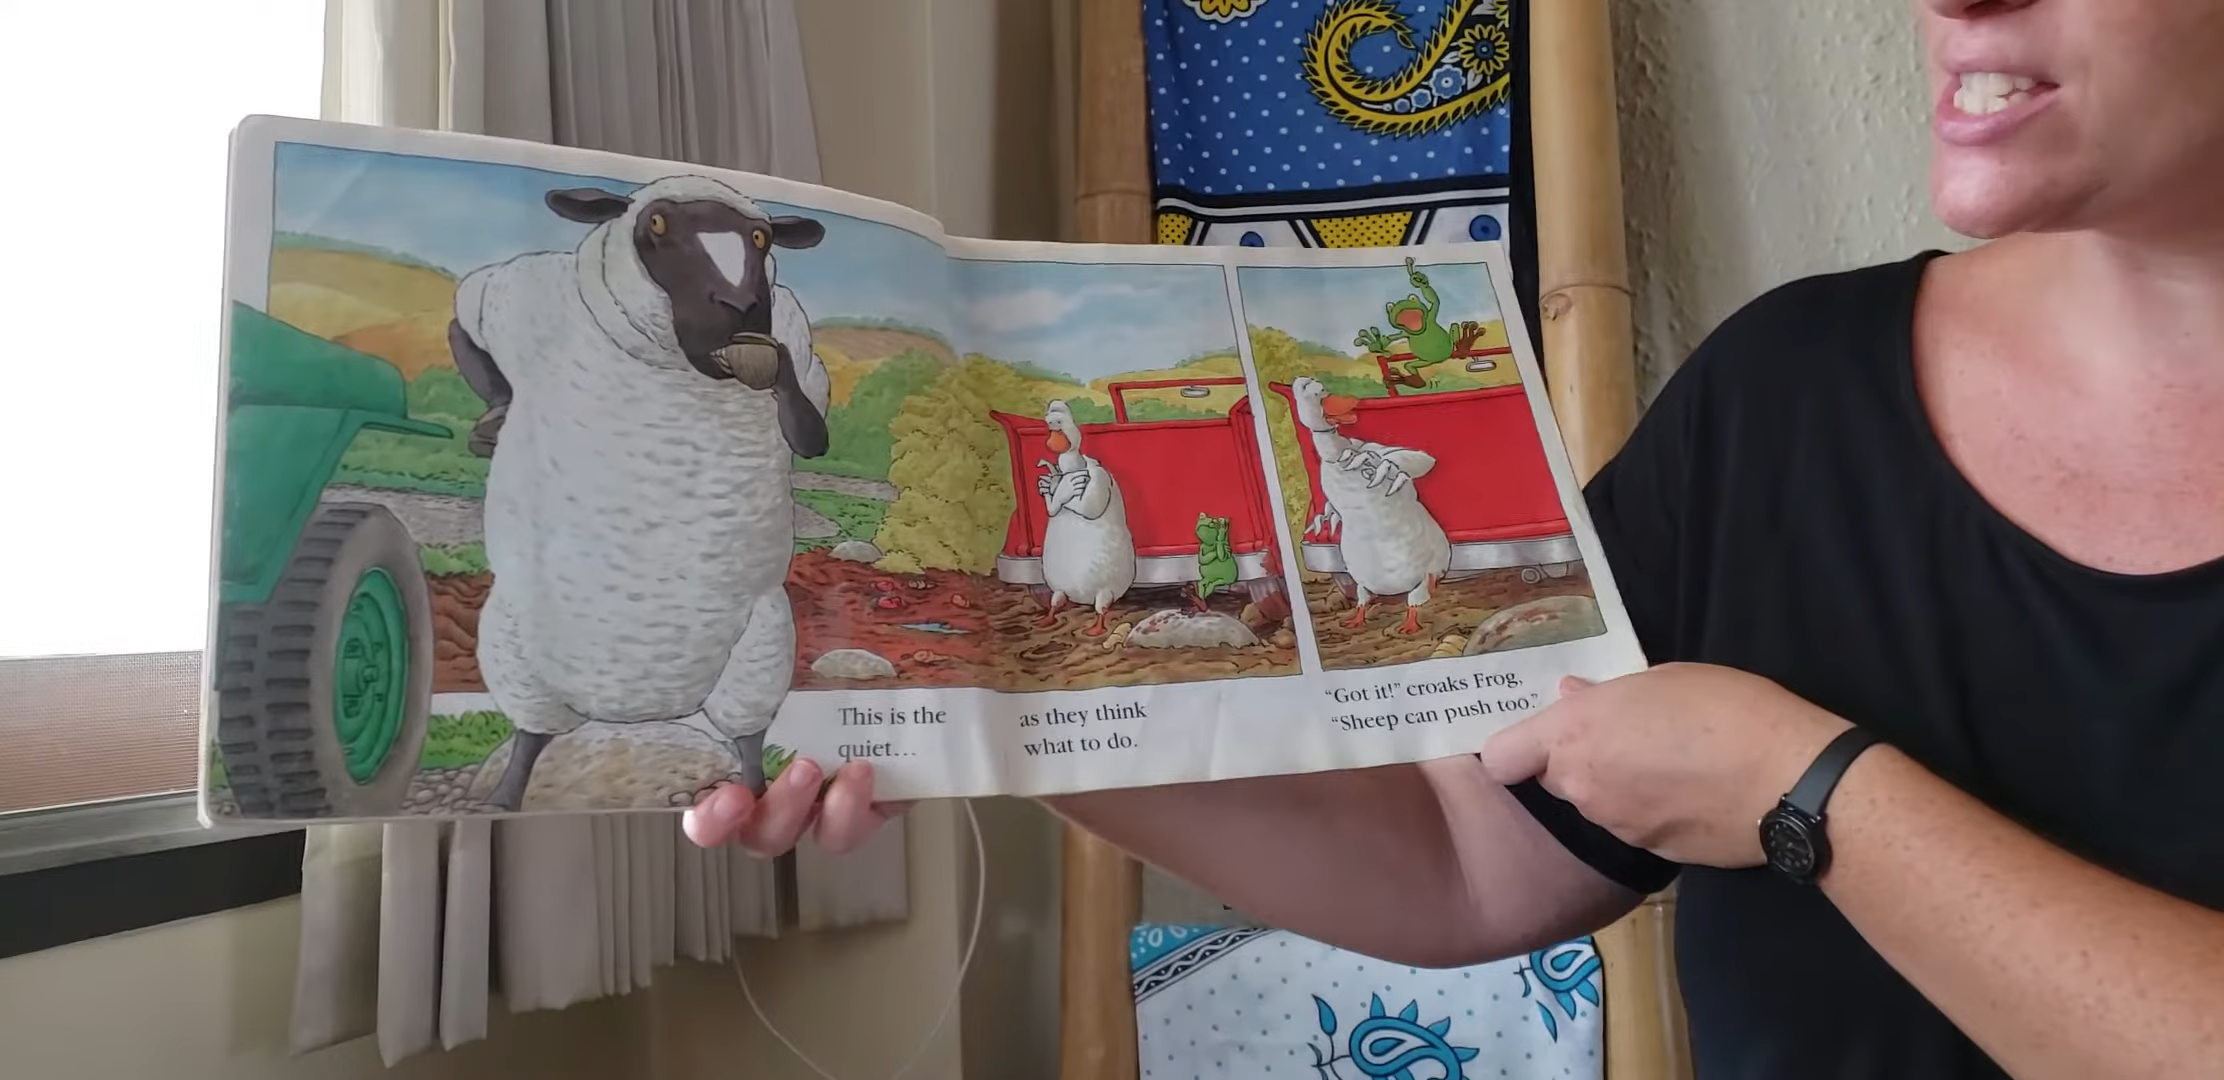 This is the
quiet...
as they think
what to do.
“Got it!” croaks Frog,
“Sheep can push too.”